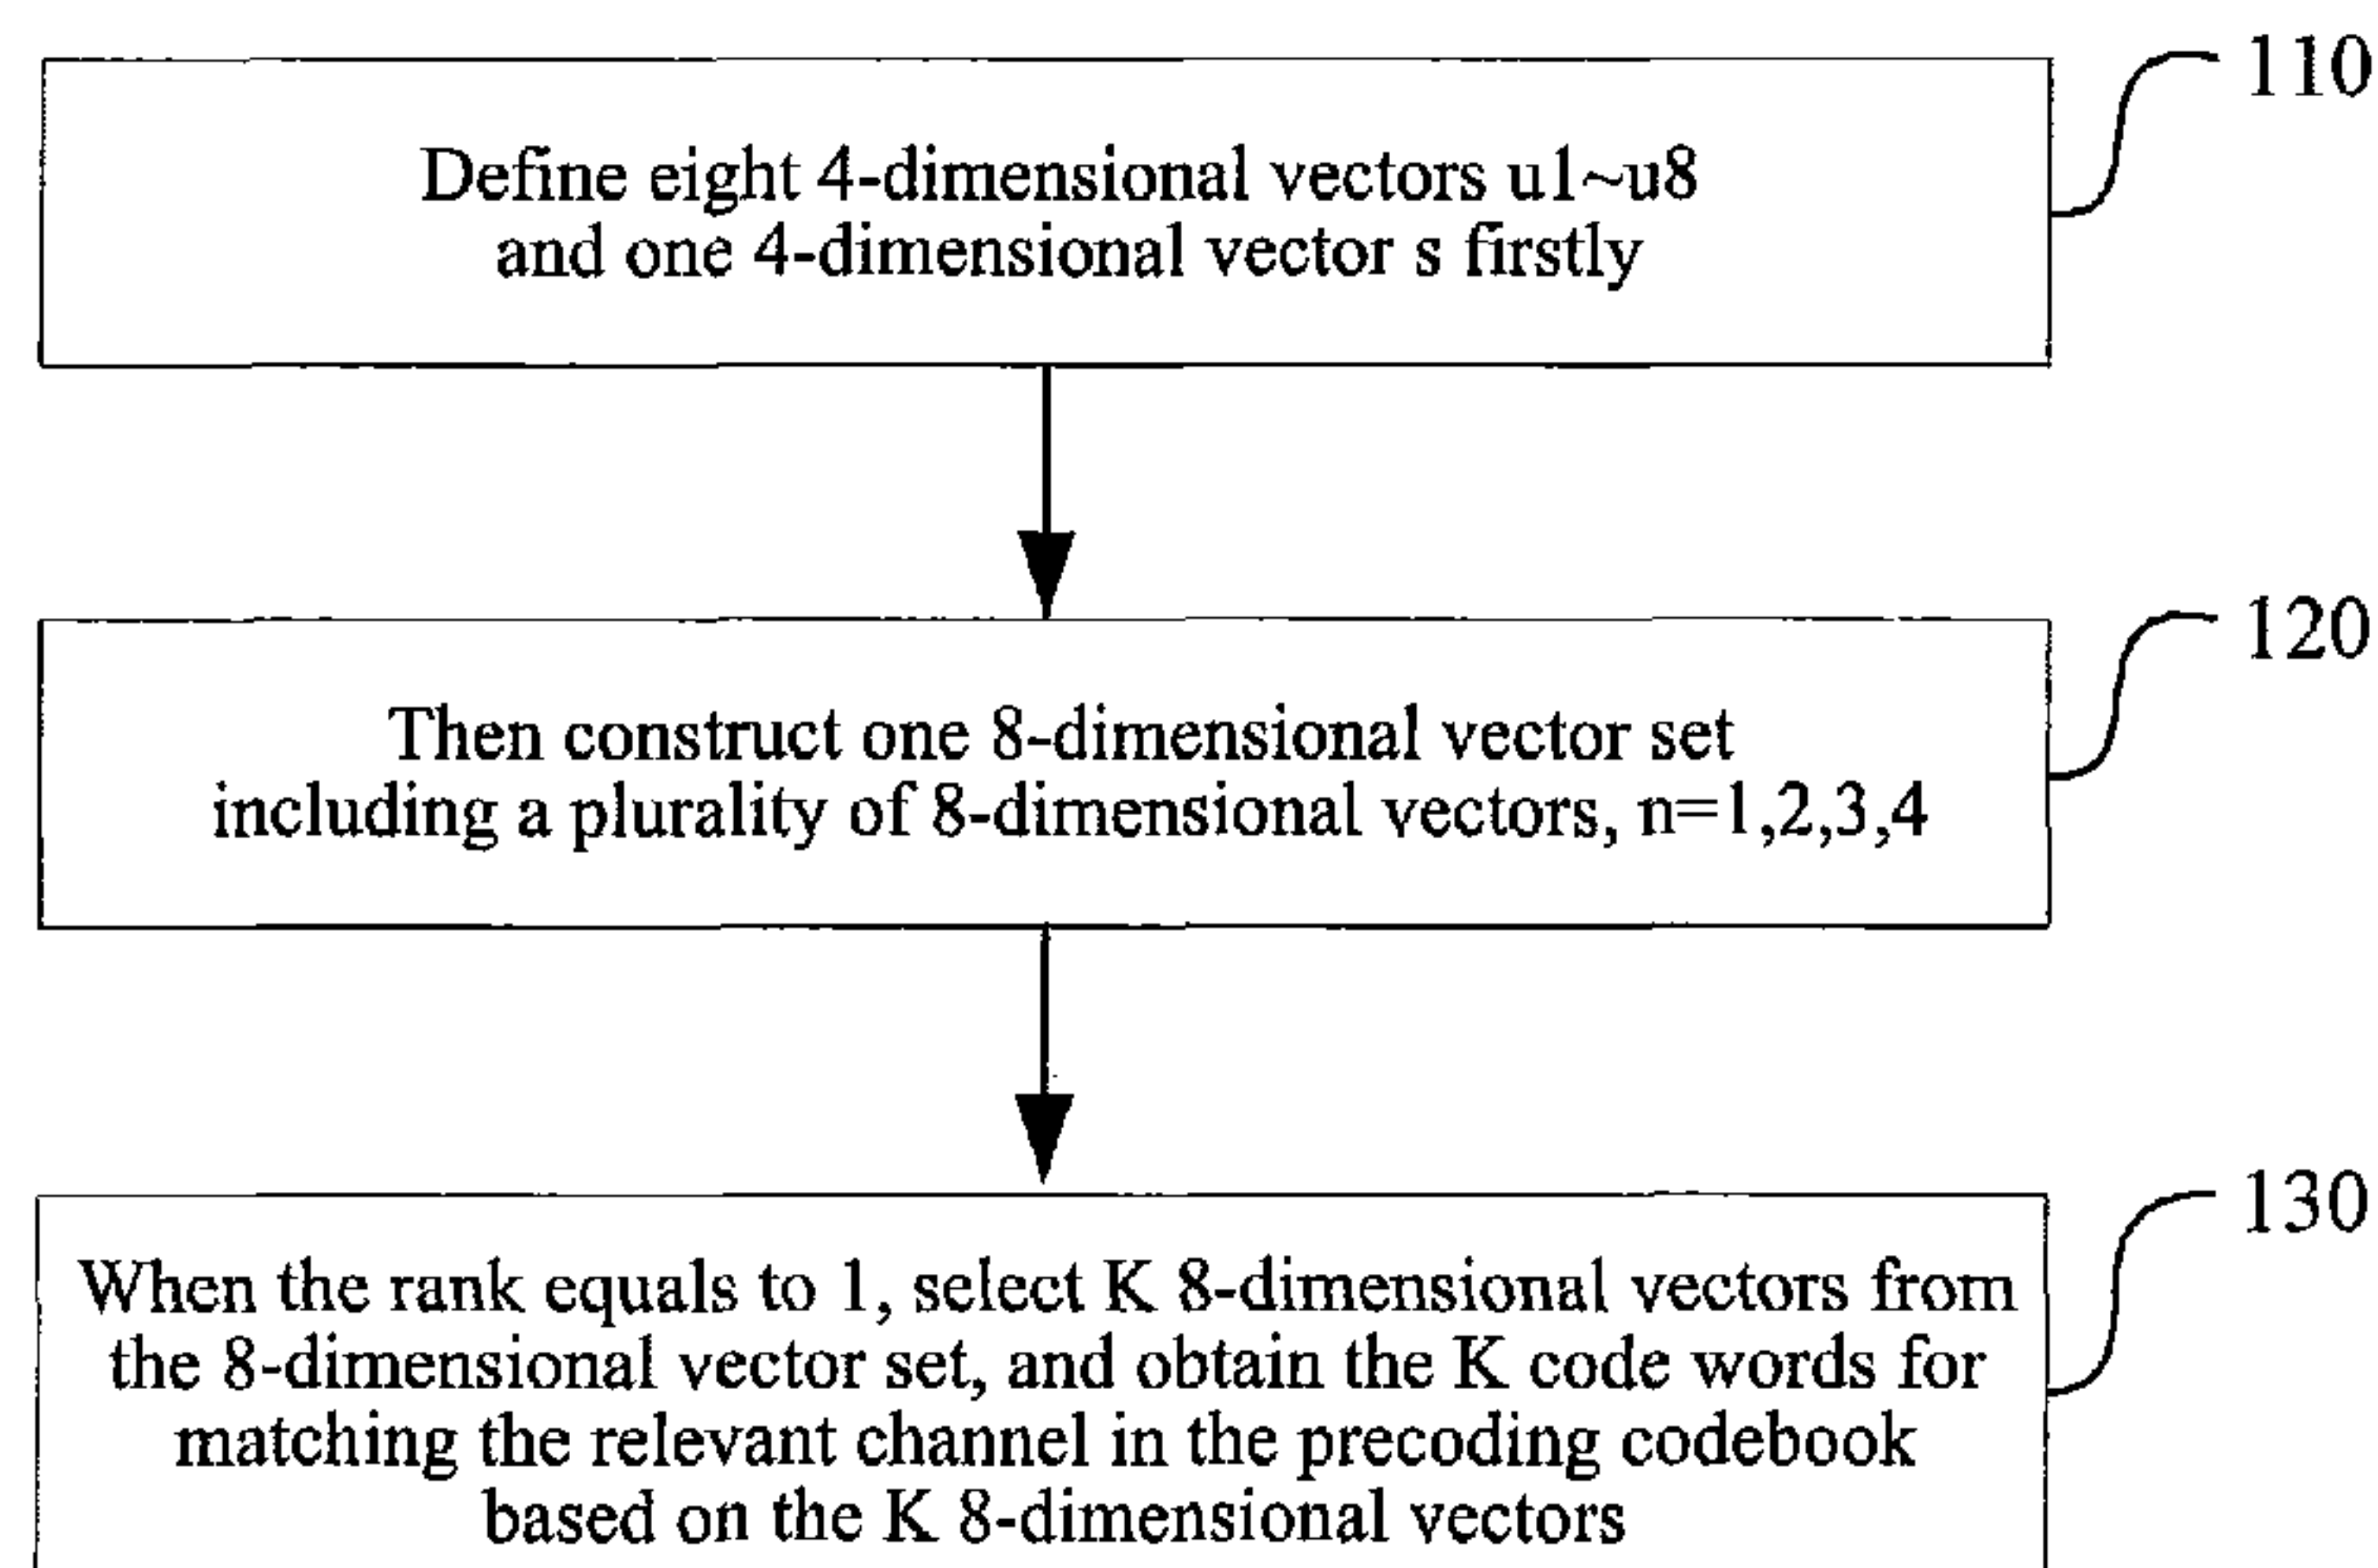 110
Define eight 4-dimensional vectors u1~u8
and one 4-dimensional vector s firstly
120
Then construct one 8-dimensional vector set
including a plurality of 8-dimensional vectors, n=1,2,3,4
130
When the rank equals to 1, select K 8-dimensional vectors from
the 8-dimensional vector set, and obtain the K code words for
matching the relevant channel in the precoding codebook
based on the K 8-dimensional vectors